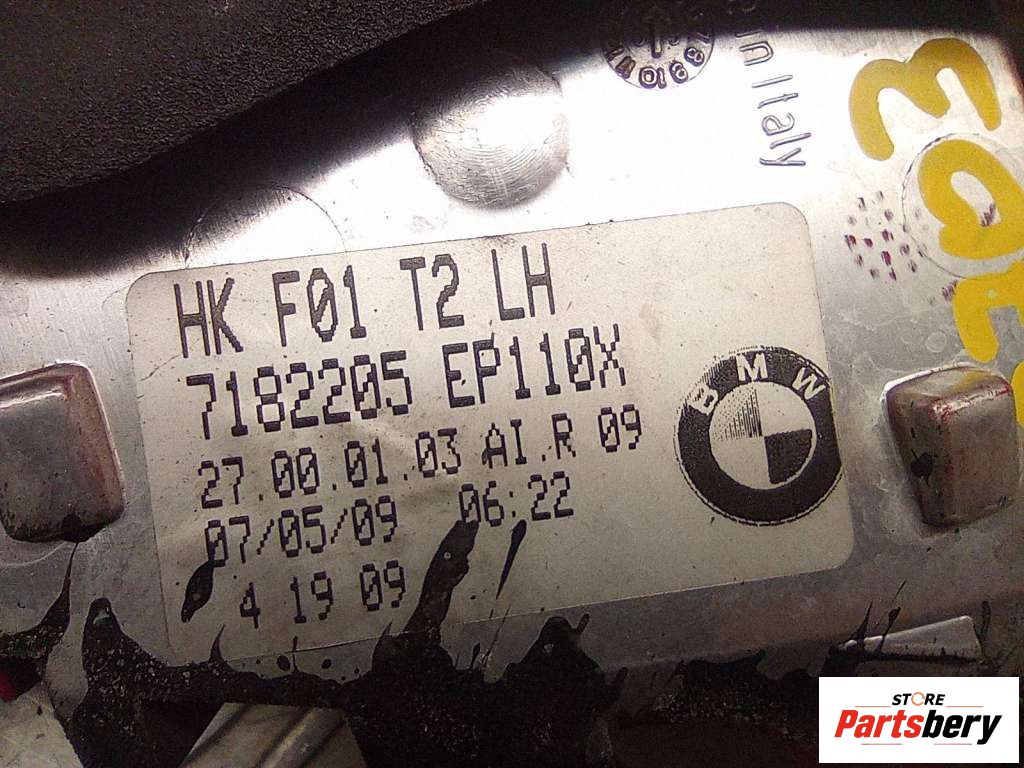 in Italy
HK F01 T2 LH
7182205 EP110X
27.00.01.03 AI.R 09
07/05/09 06:22
4 19 09
BMW
STORE
Partsbery